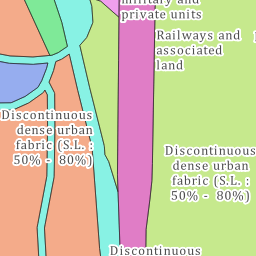 military and
private units
Railways and
associated
land
Discontinuous
dense urban
fabric (S.L. :
50% - 80%)
Discontinuous
dense urban
fabric (S.L. :
50% - 80%)
Discontinuous